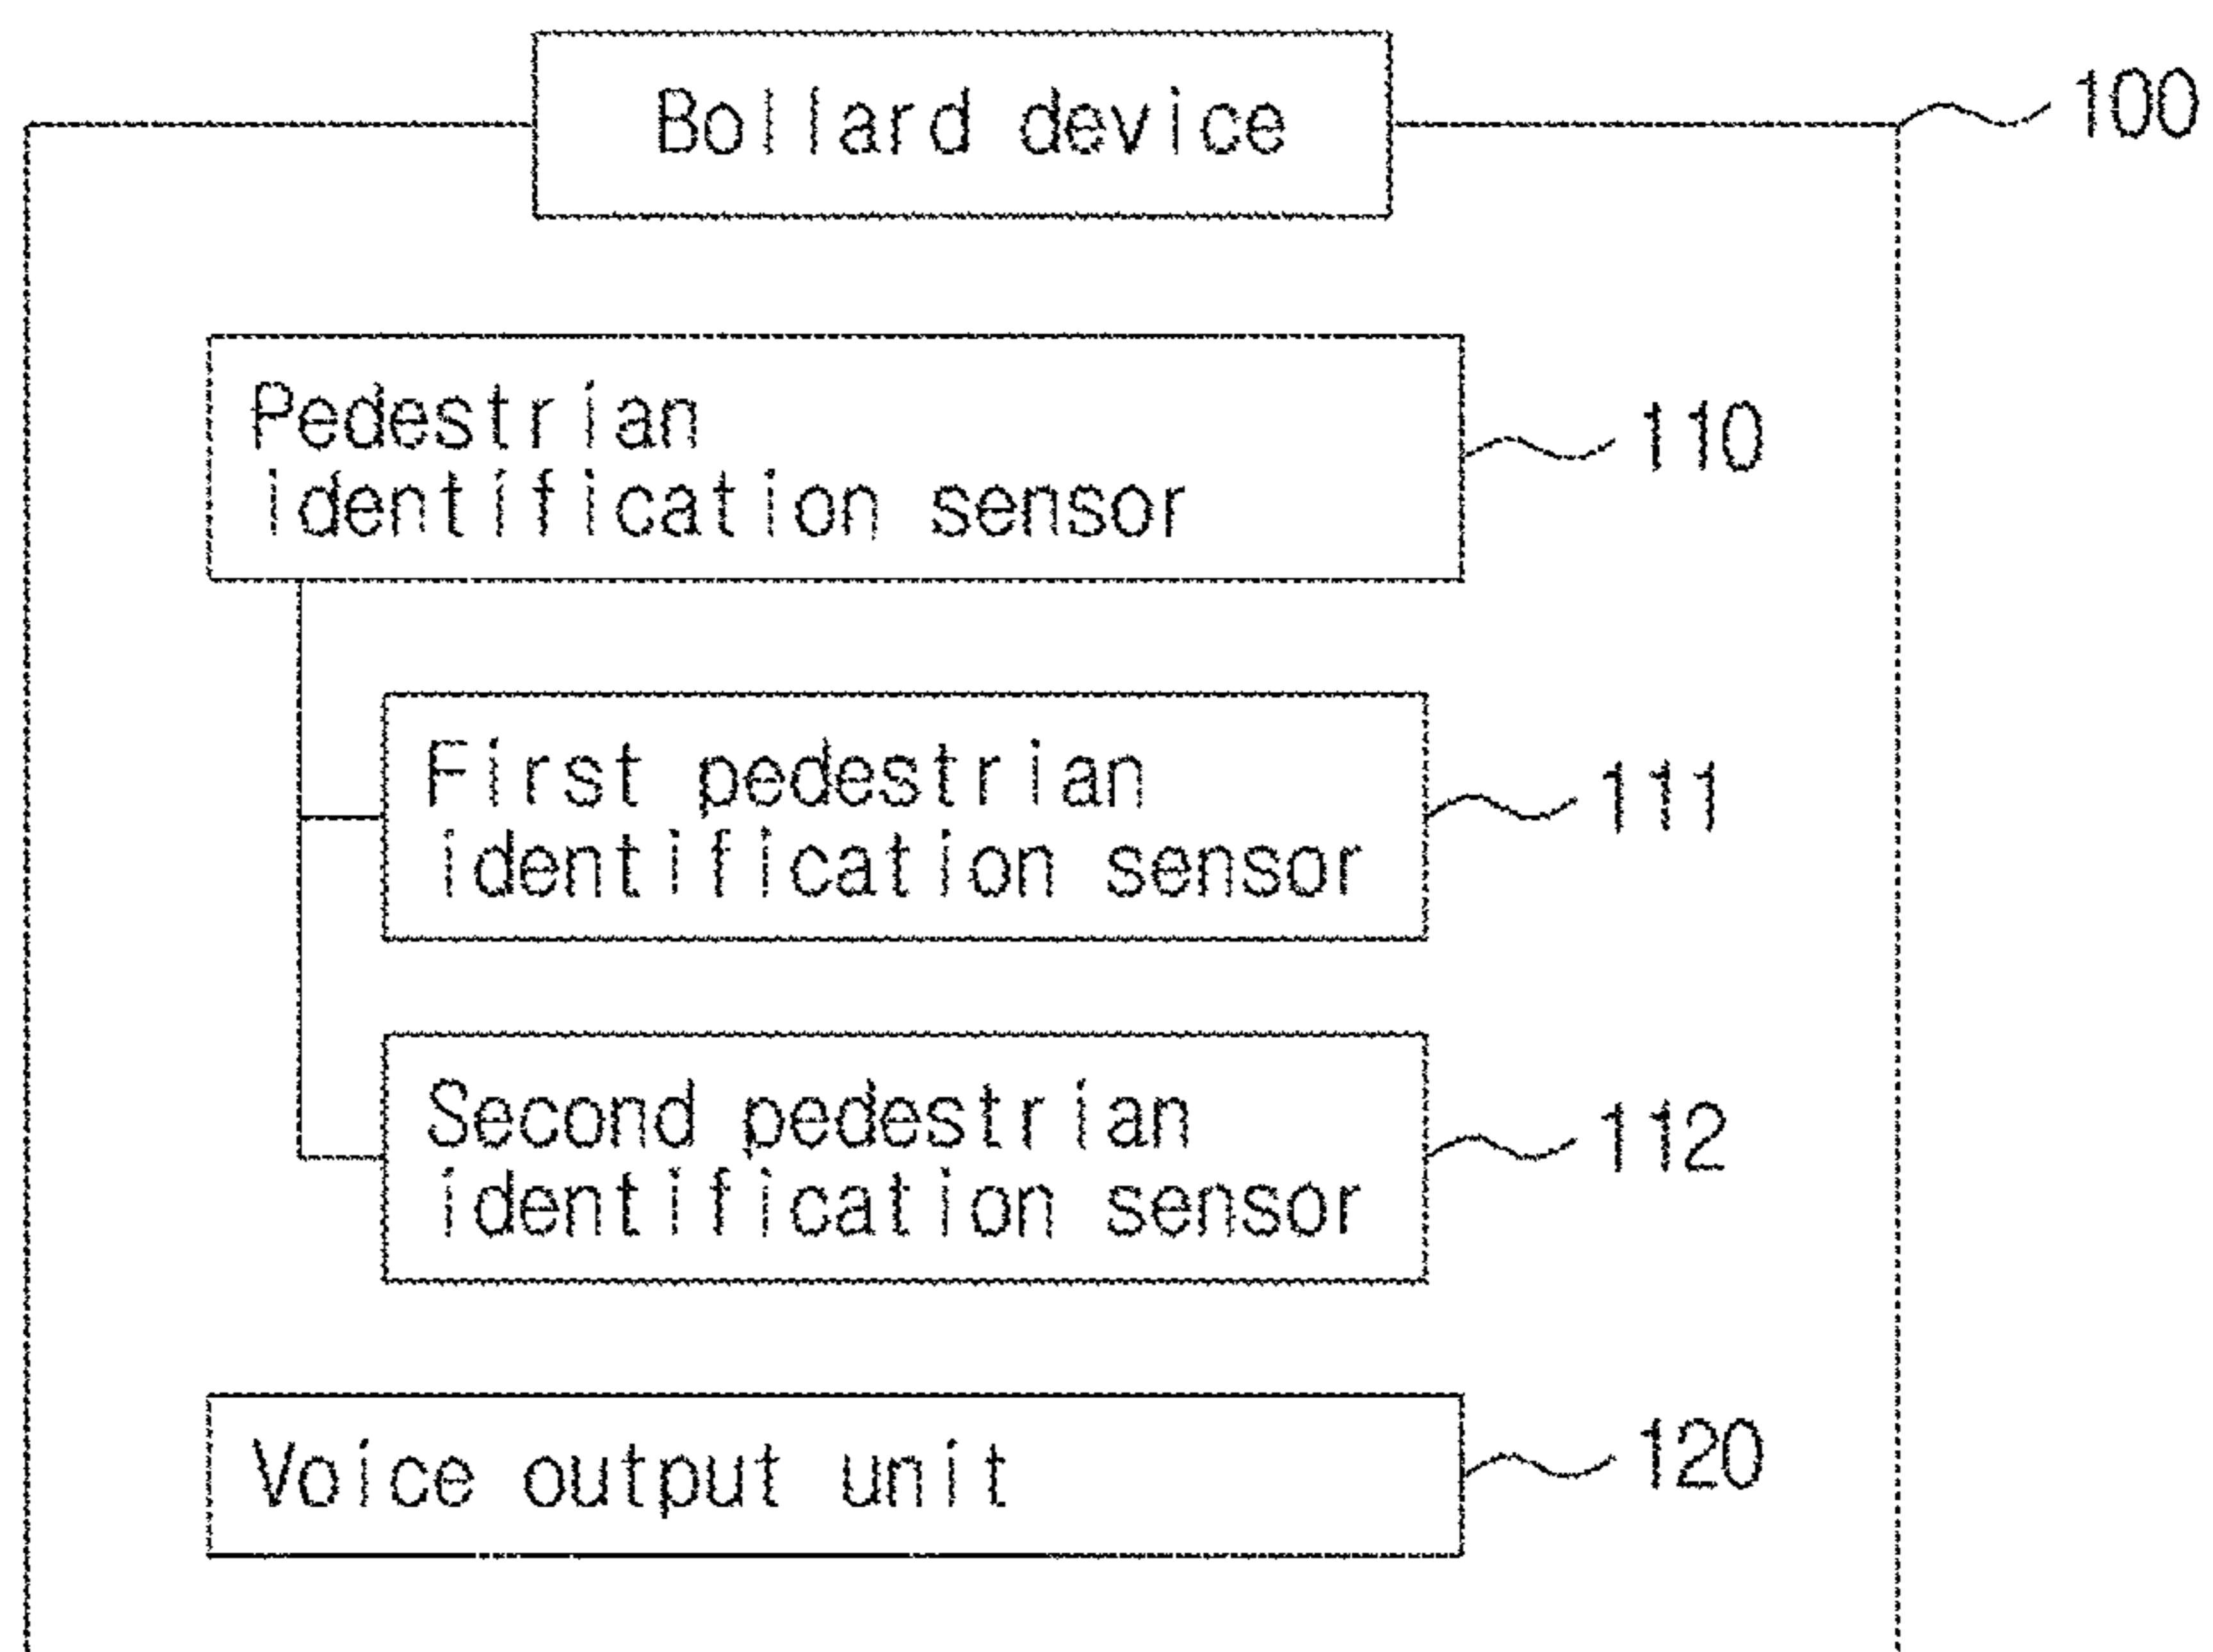 Bollard device
100
Pedestrian
identification sensor
110
First pedestrian
identification sensor
111
Second pedestrian
identification sensor
112
Voice output unit
120